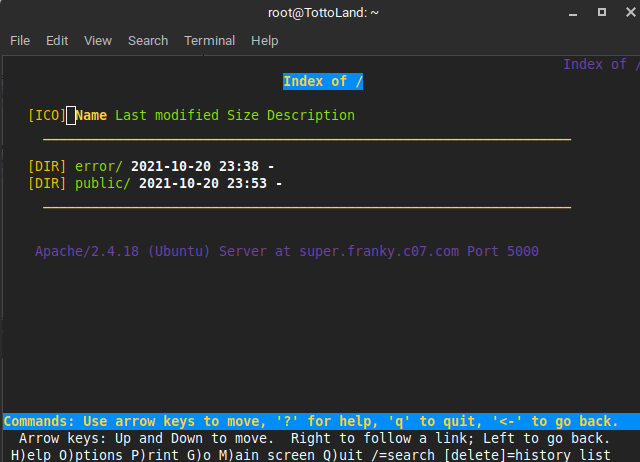 root@TottoLand: ~
File Edit View Search Terminal Help
Index of /
Index of /
[ICO] Name Last modified Size Description
[DIR] error/ 2021-10-20 23:38 -
[DIR] public/ 2021-10-20 23:53 -
Apache/2.4.18 (Ubuntu) Server at super.franky.c07.com Port 5000
Commands: Use arrow keys to move, '?' for help, 'q' to quit, '<-' to go back.
Arrow keys: Up and Down to move. Right to follow a link; Left to go back.
H)elp O)ptions P)rint G)o M)ain screen Q)uit /=search [delete]=history list